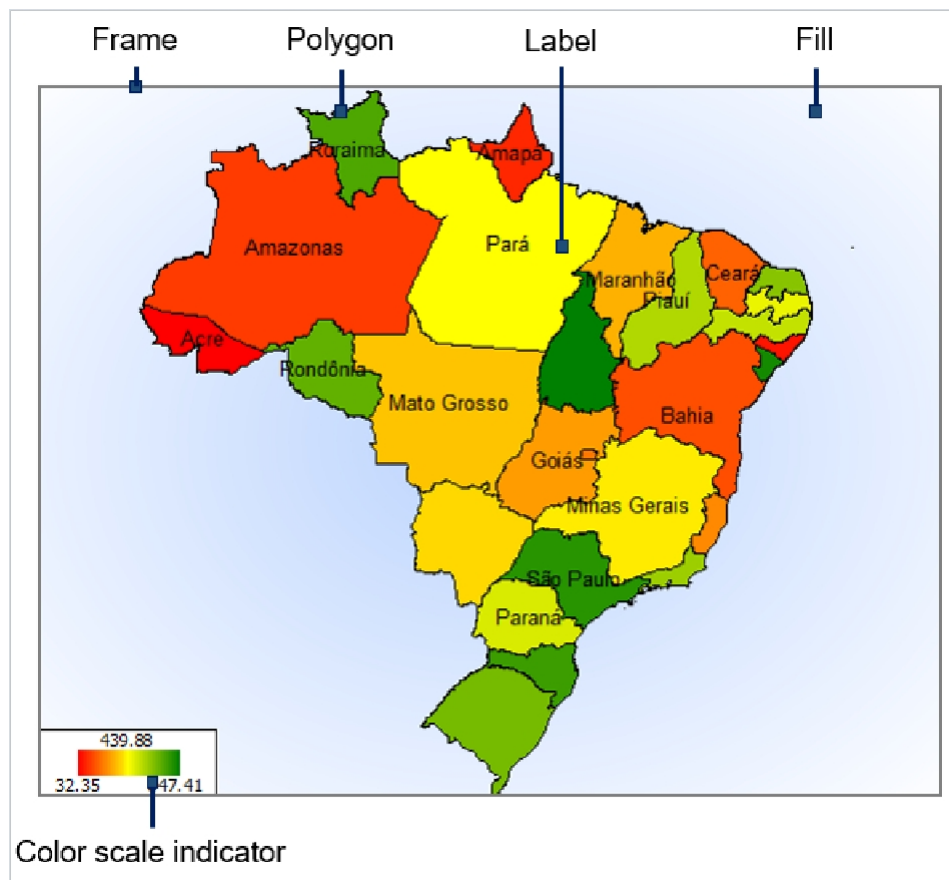 Frame Polygon Label Fill
Roraima Amapá
Amazonas Pará
Maranhão Ceará
Piauí
Acre
Rondônia
Mato Grosso
Bahia
Goiás
Minas Gerais
São Paulo
Paraná
439.88
32.35 47.41
Color scale indicator